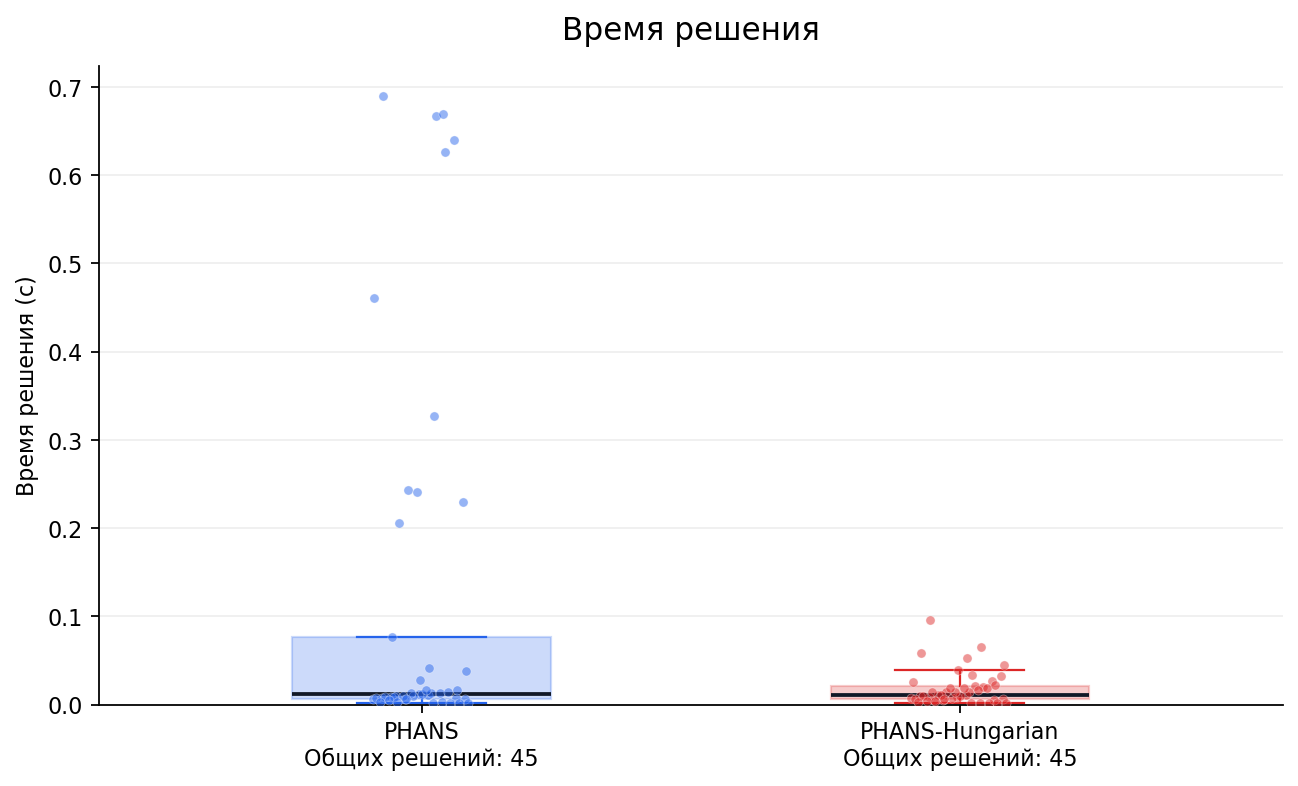 Время решения
Время решения (с)
0.7
0.6
0.5
0.4
0.3
0.2
0.1
0.0
PHANS
Общих решений: 45
PHANS-Hungarian
Общих решений: 45